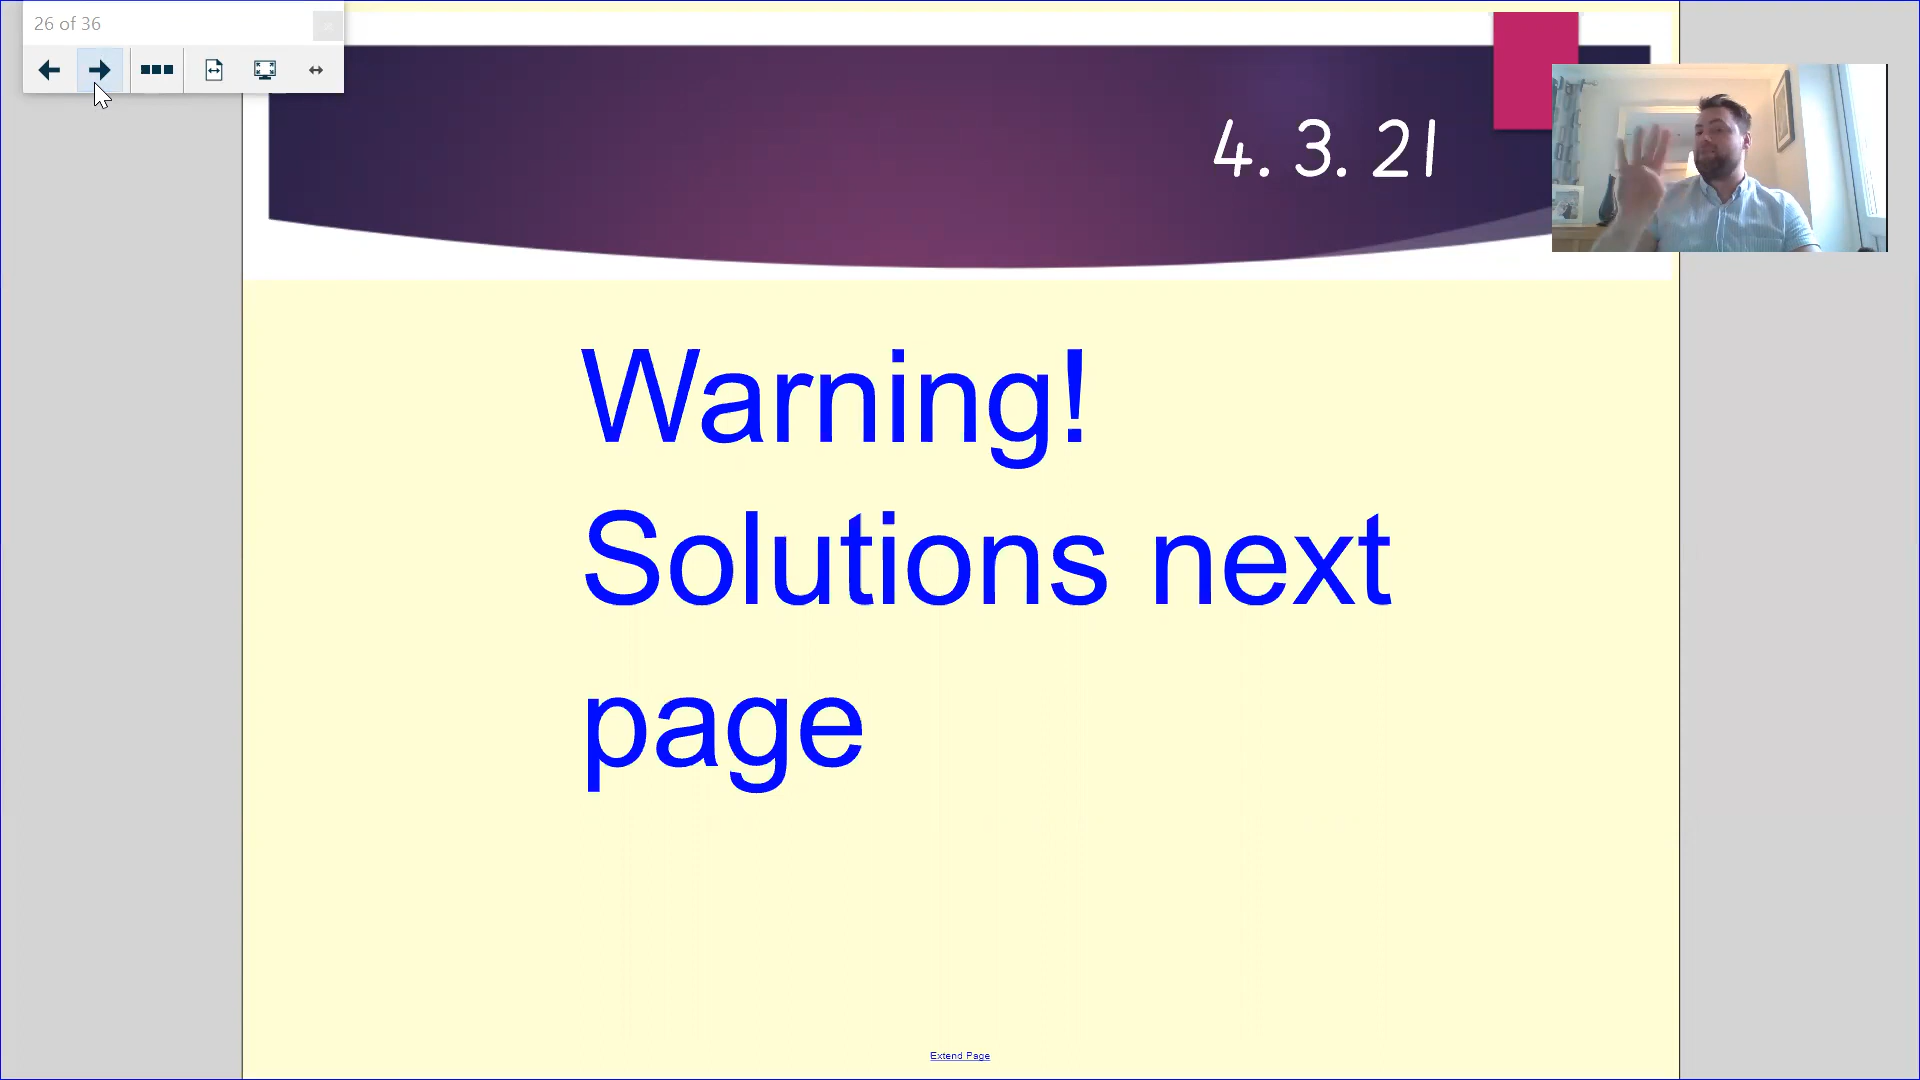 26 of 36
4. 3. 21
Warning!
Solutions next
page
Extend Page